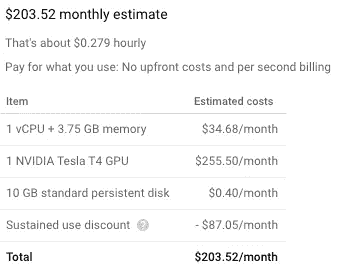 $203.52 monthly estimate
That's about $0.279 hourly
Pay for what you use: No upfront costs and per second billing
Item Estimated costs
1 vCPU + 3.75 GB memory $34.68/month
1 NVIDIA Tesla T4 GPU $255.50/month
10 GB standard persistent disk $0.40/month
Sustained use discount ? - $87.05/month
Total $203.52/month